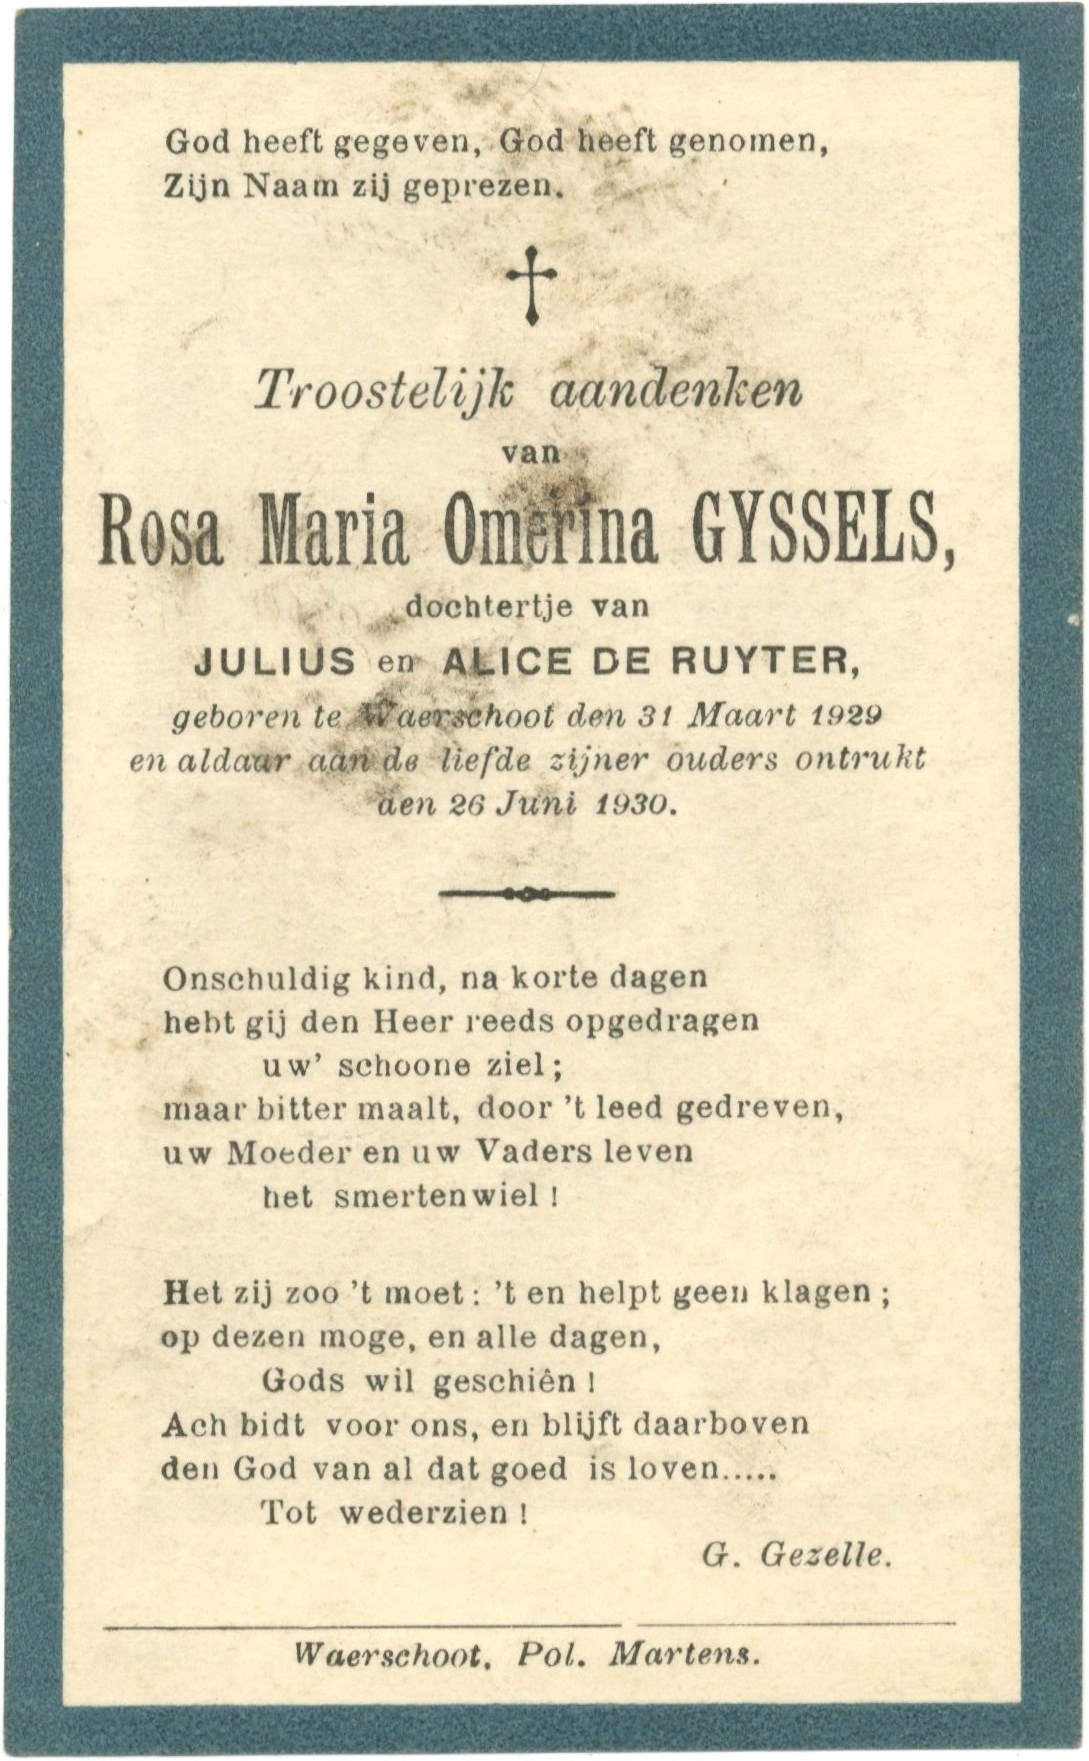 God heeft gegeven, God heeft genomen,
Zijn Naam zij geprezen.
Troostelijk aandenken
van
Rosa Maria Omerina GYSSELS,
dochtertje van
JULIUS en ALICE DE RUYTER,
geboren te Waerschoot den 31 Maart 1929
en aldaar aan de liefde zijner ouders ontrukt
den 26 Juni 1930.
Onschuldig kind, na korte dagen
hebt gij den Heer reeds opgedragen
uw' schoone ziel;
maar bitter maalt, door 't leed gedreven,
uw Moeder en uw Vaders leven
het smertenwiel!
Het zij zoo 't moet: 't en helpt geen klagen;
op dezen moge, en alle dagen,
Gods wil geschiên!
Ach bidt voor ons, en blijft daarboven
den God van al dat goed is loven.....
Tot wederzien!
G. Gezelle.
Waerschoot. Pol. Martens.